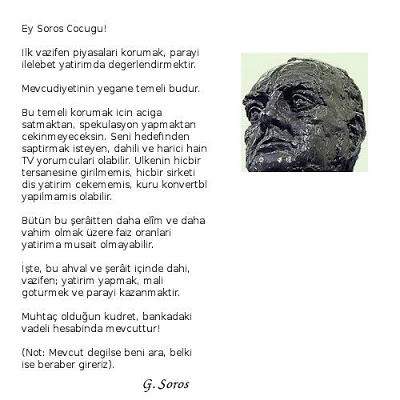 Ey Soros Cocugu!
Ilk vazifen piyasalari korumak, parayi
ilelebet yatirimda degerlendirmektir.
Mevcudiyetinin yegane temeli budur.
Bu temeli korumak icin aciga
satmaktan, spekulasyon yapmaktan
cekinmeyeceksin. Seni hedefinden
saptirmak isteyen, dahili ve harici hain
TV yorumculari olabilir. Ulkenin hicbir
tersanesine girilmemis, hicbir sirketi
dis yatirim cekememis, kuru konvertbl
yapilmamis olabilir.
Bütün bu şerâitten daha elîm ve daha
vahim olmak üzere faiz oranlari
yatirima musait olmayabilir.
İşte, bu ahval ve şerâit içinde dahi,
vazifen; yatirim yapmak, mali
goturmek ve parayi kazanmaktir.
Muhtaç olduğun kudret, bankadaki
vadeli hesabinda mevcuttur!
(Not: Mevcut degilse beni ara, belki
ise beraber gireriz).
G. Soros